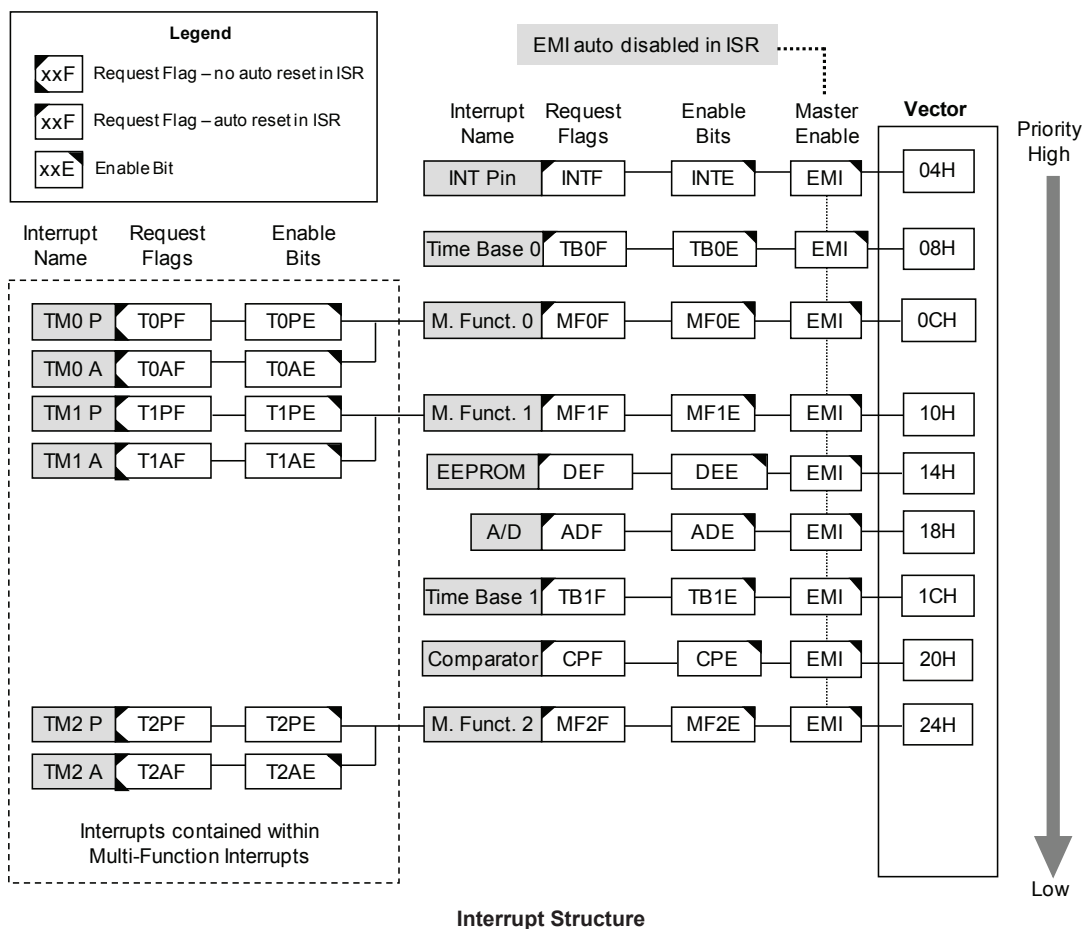 Legend
xxF Request Flag – no auto reset in ISR
xxF Request Flag – auto reset in ISR
xxE Enable Bit
EMI auto disabled in ISR
Interrupt Name
Request Flags
Enable Bits
Master Enable
Vector
Priority High
INT Pin INTF INTE EMI 04H
Interrupt Name
Request Flags
Enable Bits
Time Base 0 TB0F TB0E EMI 08H
TM0 P T0PF T0PE M. Funct. 0 MF0F MF0E EMI 0CH
TM0 A T0AF T0AE
TM1 P T1PF T1PE M. Funct. 1 MF1F MF1E EMI 10H
TM1 A T1AF T1AE EEPROM DEF DEE EMI 14H
A/D ADF ADE EMI 18H
Time Base 1 TB1F TB1E EMI 1CH
Comparator CPF CPE EMI 20H
TM2 P T2PF T2PE M. Funct. 2 MF2F MF2E EMI 24H
TM2 A T2AF T2AE
Interrupts contained within
Multi-Function Interrupts
Low
Interrupt Structure